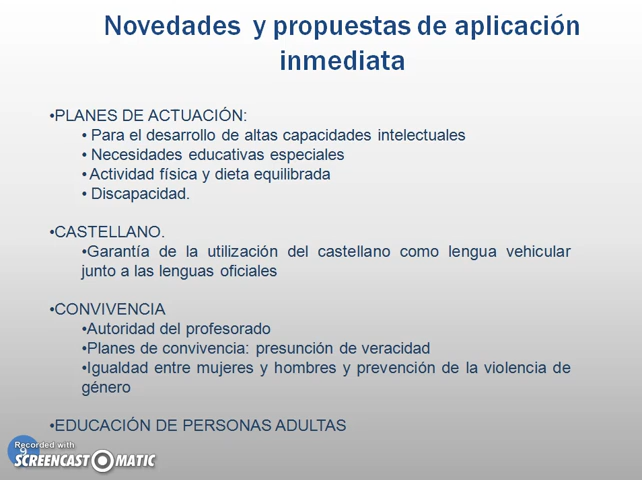 Novedades y propuestas de aplicación
inmediata
•PLANES DE ACTUACIÓN:
• Para el desarrollo de altas capacidades intelectuales
• Necesidades educativas especiales
• Actividad física y dieta equilibrada
• Discapacidad.
•CASTELLANO.
•Garantía de la utilización del castellano como lengua vehicular
junto a las lenguas oficiales
•CONVIVENCIA
•Autoridad del profesorado
•Planes de convivencia: presunción de veracidad
•Igualdad entre mujeres y hombres y prevención de la violencia de
género
•EDUCACIÓN DE PERSONAS ADULTAS
Recorded with
9
SCREENCAST-O-MATIC